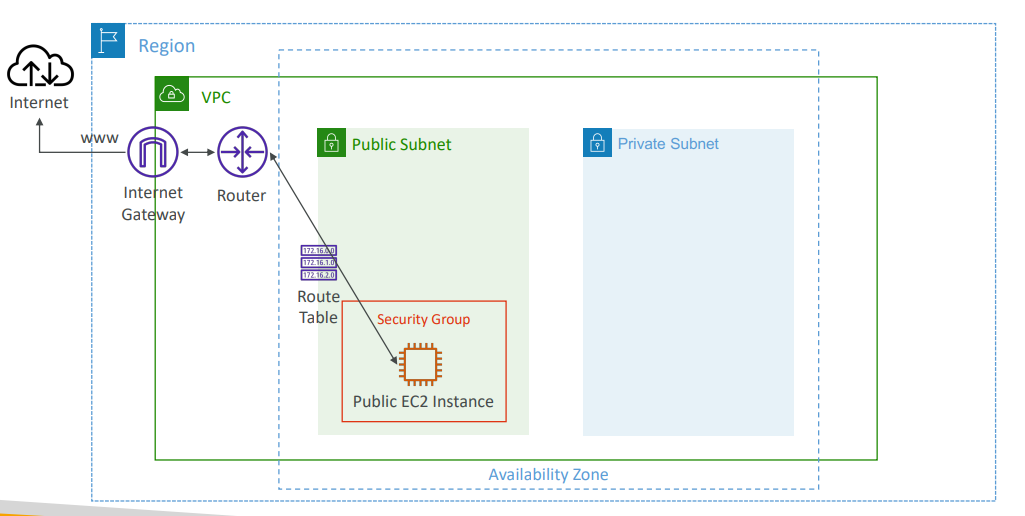 Region
Internet
VPC
www
Public Subnet
Private Subnet
Internet
Gateway
Router
172.16.0.0
172.16.1.0
172.16.2.0
Route
Table
Security Group
Public EC2 Instance
Availability Zone